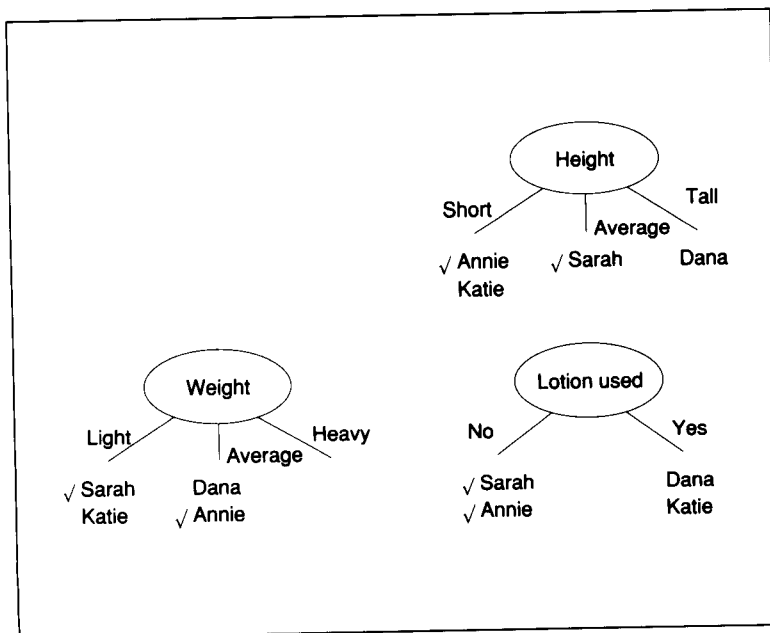 Height
Short
Average
Tall
√ Annie
Katie
√ Sarah
Dana
Weight
Light
Average
Heavy
√ Sarah
Katie
Dana
√ Annie
Lotion used
No
Yes
√ Sarah
√ Annie
Dana
Katie